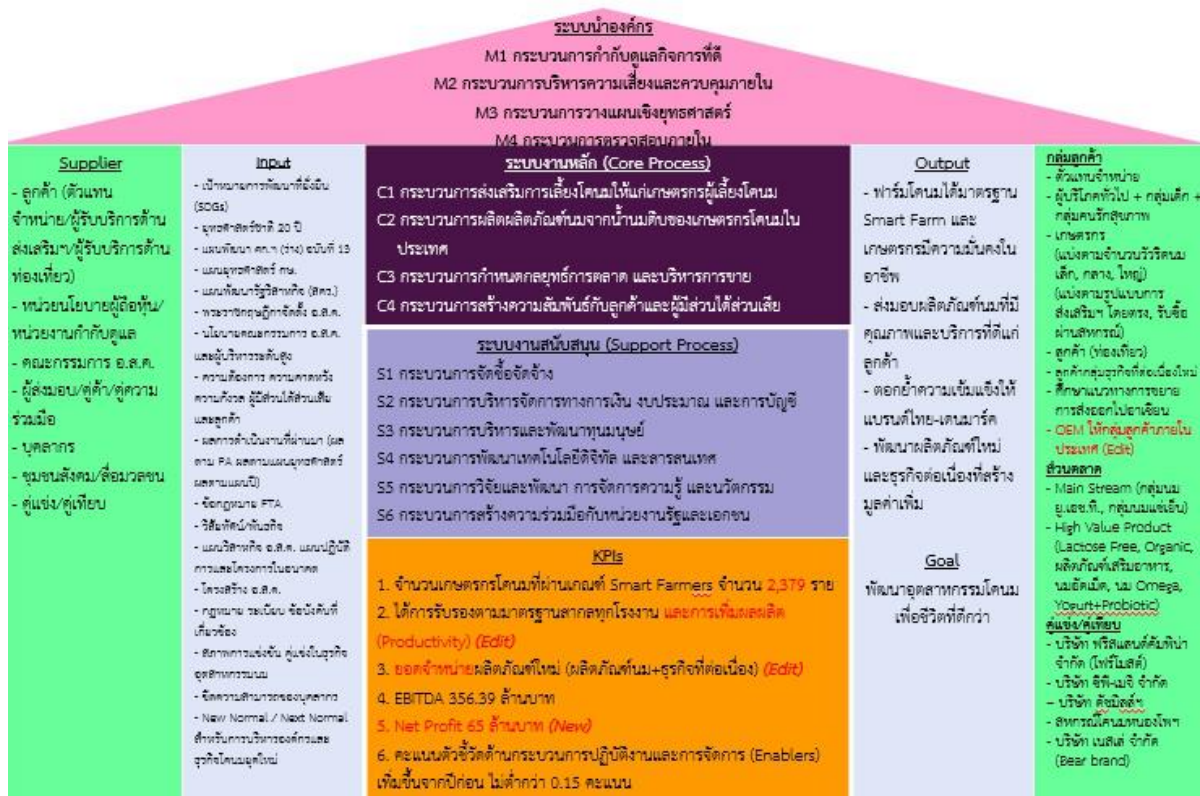 ระบบนำองค์กร
M1 กระบวนการกำกับดูแลกิจการที่ดี
M2 กระบวนการบริหารความเสี่ยงและควบคุมภายใน
M3 กระบวนการวางแผนเชิงยุทธศาสตร์
M4 กระบวนการตรวจสอบภายใน
Supplier
- ลูกค้า (ตัวแทน
จำหน่าย/ผู้รับบริการด้าน
ส่งเสริมฯ/ผู้รับบริการด้าน
ท่องเที่ยว)
- หน่วยนโยบายผู้ถือหุ้น/
หน่วยงานกำกับดูแล
- คณะกรรมการ อ.ส.ค.
- ผู้ส่งมอบ/คู่ค้า/คู่ความ
ร่วมมือ
- บุคลากร
- ชุมชนสังคม/สื่อมวลชน
- คู่แข่ง/คู่เทียบ
Input
- เป้าหมายการพัฒนาที่ยั่งยืน
(SDGs)
- ยุทธศาสตร์ชาติ 20 ปี
- แผนพัฒนา ศก.ฯ (ร่าง) ฉบับที่ 13
- แผนยุทธศาสตร์ กษ.
- แผนพัฒนารัฐวิสาหกิจ (สคร.)
- พระราชกฤษฎีกาจัดตั้ง อ.ส.ค.
- นโยบายคณะกรรมการ อ.ส.ค.
และผู้บริหารระดับสูง
- ความต้องการ ความคาดหวัง
ความกังวล ผู้มีส่วนได้ส่วนเสีย
และลูกค้า
- ผลการดำเนินงานที่ผ่านมา (ผล
ตาม PA ผลตามแผนยุทธศาสตร์
ผลตามแผนปี)
- ข้อกฎหมาย FTA
- วิสัยทัศน์/พันธกิจ
- แผนวิสาหกิจ อ.ส.ค. แผนปฏิบัติ
การและโครงการในอนาคต
- โครงสร้าง อ.ส.ค.
- กฎหมาย ระเบียบ ข้อบังคับที่
เกี่ยวข้อง
- สภาพการแข่งขัน คู่แข่งในธุรกิจ
อุตสาหกรรมนม
- ขีดความสามารถของบุคลากร
- New Normal / Next Normal
สำหรับการบริหารองค์กรและ
ธุรกิจโคนมยุคใหม่
ระบบงานหลัก (Core Process)
C1 กระบวนการส่งเสริมการเลี้ยงโคนมให้แก่เกษตรกรผู้เลี้ยงโคนม
C2 กระบวนการผลิตผลิตภัณฑ์นมจากน้ำนมดิบของเกษตรกรโคนมใน
ประเทศ
C3 กระบวนการกำหนดกลยุทธ์การตลาด และบริหารการขาย
C4 กระบวนการสร้างความสัมพันธ์กับลูกค้าและผู้มีส่วนได้ส่วนเสีย
ระบบงานสนับสนุน (Support Process)
S1 กระบวนการจัดซื้อจัดจ้าง
S2 กระบวนการบริหารจัดการทางการเงิน งบประมาณ และการบัญชี
S3 กระบวนการบริหารและพัฒนาทุนมนุษย์
S4 กระบวนการพัฒนาเทคโนโลยีดิจิทัล และสารสนเทศ
S5 กระบวนการวิจัยและพัฒนา การจัดการความรู้ และนวัตกรรม
S6 กระบวนการสร้างความร่วมมือกับหน่วยงานรัฐและเอกชน
KPIs
1. จำนวนเกษตรกรโคนมที่ผ่านเกณฑ์ Smart Farmers จำนวน 2,379 ราย
2. ได้การรับรองตามมาตรฐานสากลทุกโรงงาน และการเพิ่มผลผลิต
(Productivity) (Edit)
3. ยอดจำหน่ายผลิตภัณฑ์ใหม่ (ผลิตภัณฑ์นม+ธุรกิจที่ต่อเนื่อง) (Edit)
4. EBITDA 356.39 ล้านบาท
5. Net Profit 65 ล้านบาท (New)
6. คะแนนตัวชี้วัดด้านกระบวนการปฏิบัติงานและการจัดการ (Enablers)
เพิ่มขึ้นจากปีก่อน ไม่ต่ำกว่า 0.15 คะแนน
Output
- ฟาร์มโคนมได้มาตรฐาน
Smart Farm และ
เกษตรกรมีความมั่นคงใน
อาชีพ
- ส่งมอบผลิตภัณฑ์นมที่มี
คุณภาพและบริการที่ดีแก่
ลูกค้า
- ตอกย้ำความเข้มแข็งให้
แบรนด์ไทย-เดนมาร์ค
- พัฒนาผลิตภัณฑ์ใหม่
และธุรกิจต่อเนื่องที่สร้าง
มูลค่าเพิ่ม
Goal
พัฒนาอุตสาหกรรมโคนม
เพื่อชีวิตที่ดีกว่า
กลุ่มลูกค้า
- ตัวแทนจำหน่าย
- ผู้บริโภคทั่วไป + กลุ่มเด็ก +
กลุ่มคนรักสุขภาพ
- เกษตรกร
(แบ่งตามจำนวนวัวรีดนม
เล็ก, กลาง, ใหญ่)
(แบ่งตามรูปแบบการ
ส่งเสริมฯ โดยตรง, รับซื้อ
ผ่านสหกรณ์)
- ลูกค้า (ท่องเที่ยว)
- ลูกค้ากลุ่มธุรกิจที่ต่อเนื่องใหม่
- ศึกษาแนวทางการขยาย
การส่งออกไปอาเซียน
- OEM ให้กลุ่มลูกค้าภายใน
ประเทศ (Edit)
ส่วนตลาด
- Main Stream (กลุ่มนม
ยู.เอช.ที., กลุ่มนมแช่เย็น)
- High Value Product
(Lactose Free, Organic,
ผลิตภัณฑ์เสริมอาหาร,
นมอัดเม็ด, นม Omega,
Yogurt+Probiotic)
คู่แข่ง/คู่เทียบ
- บริษัท ฟรีสแลนด์คัมพิน่า
จำกัด (โฟร์โมสต์)
- บริษัท ซีพี-เมจิ จำกัด
– บริษัท ดัชมิลล์ฯ
- สหกรณ์โคนมหนองโพฯ
- บริษัท เนสเล่ จำกัด
(Bear brand)